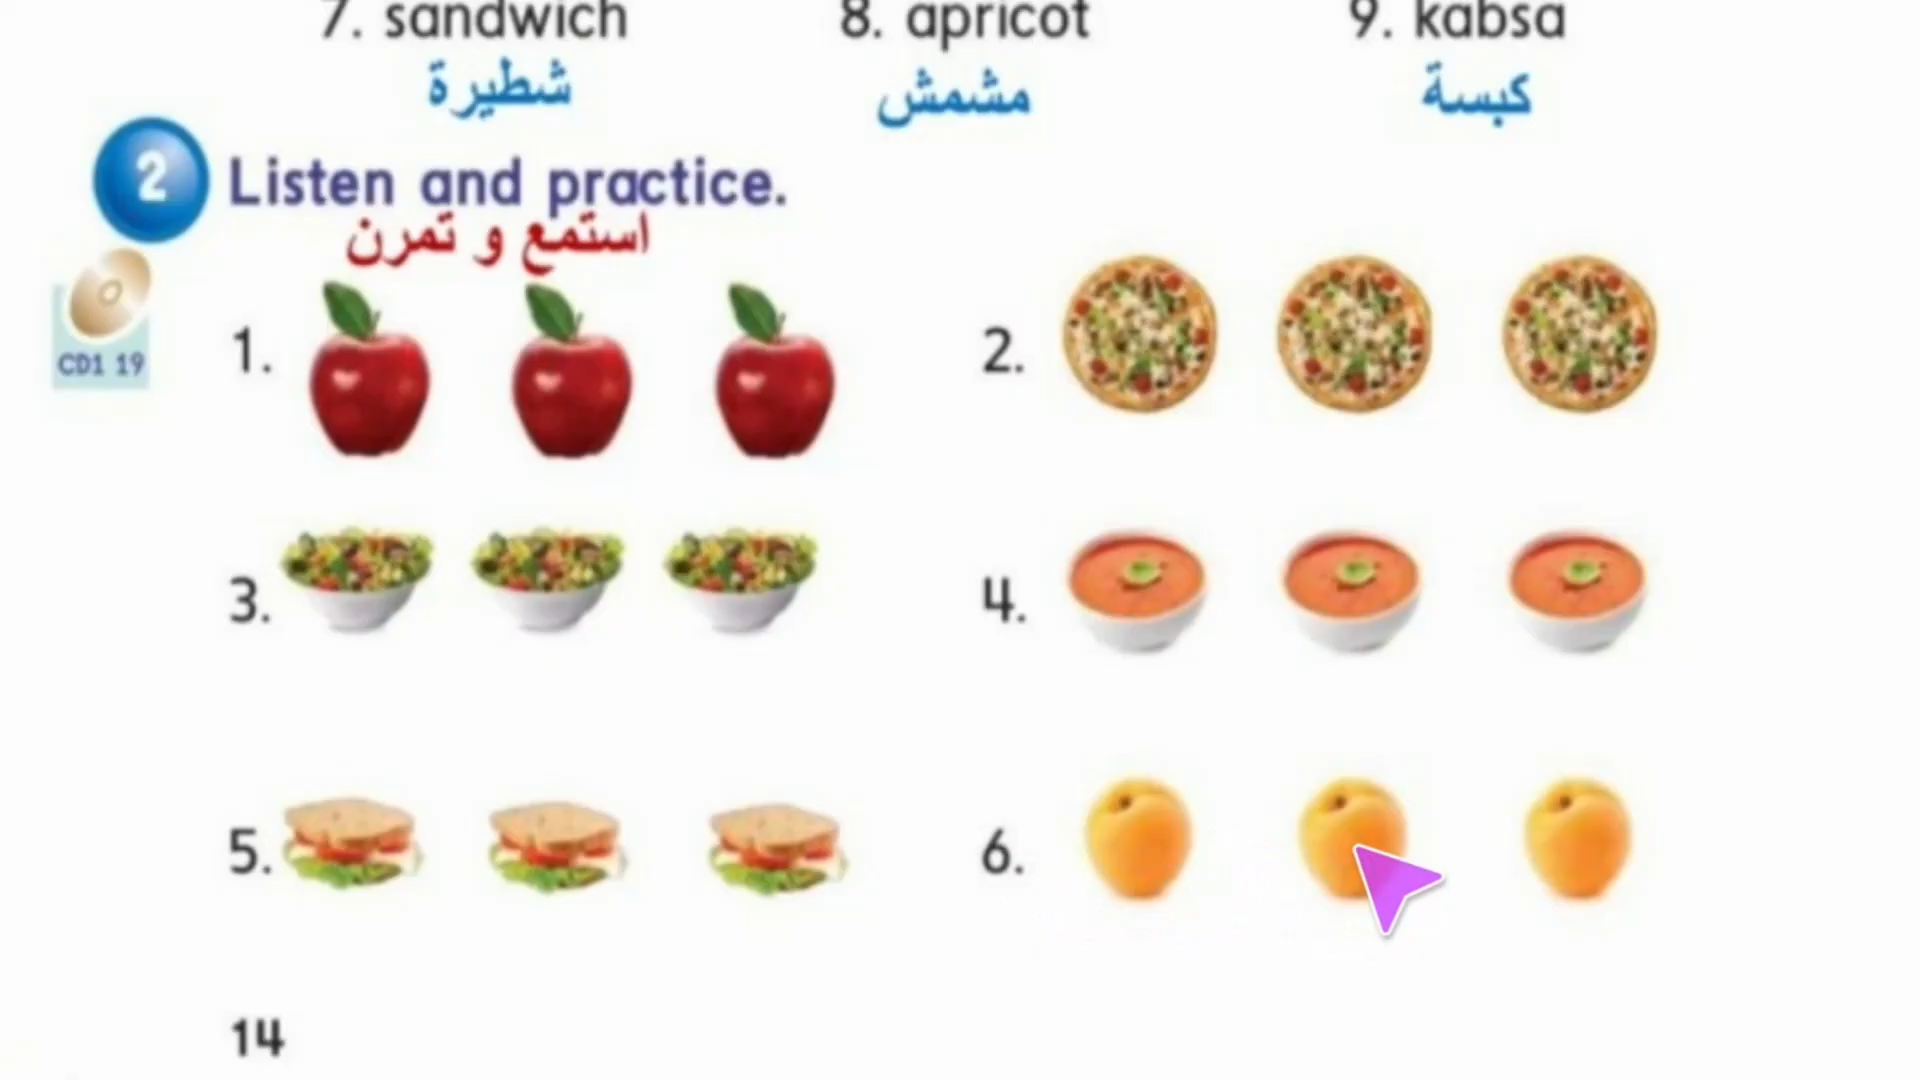 7. sandwich 8. apricot 9. kabsa
شطيرة مشمش كبسة
2 Listen and practice.
استمع و تمرن
CD1 19
1. 2.
3. 4.
5. 6.
14